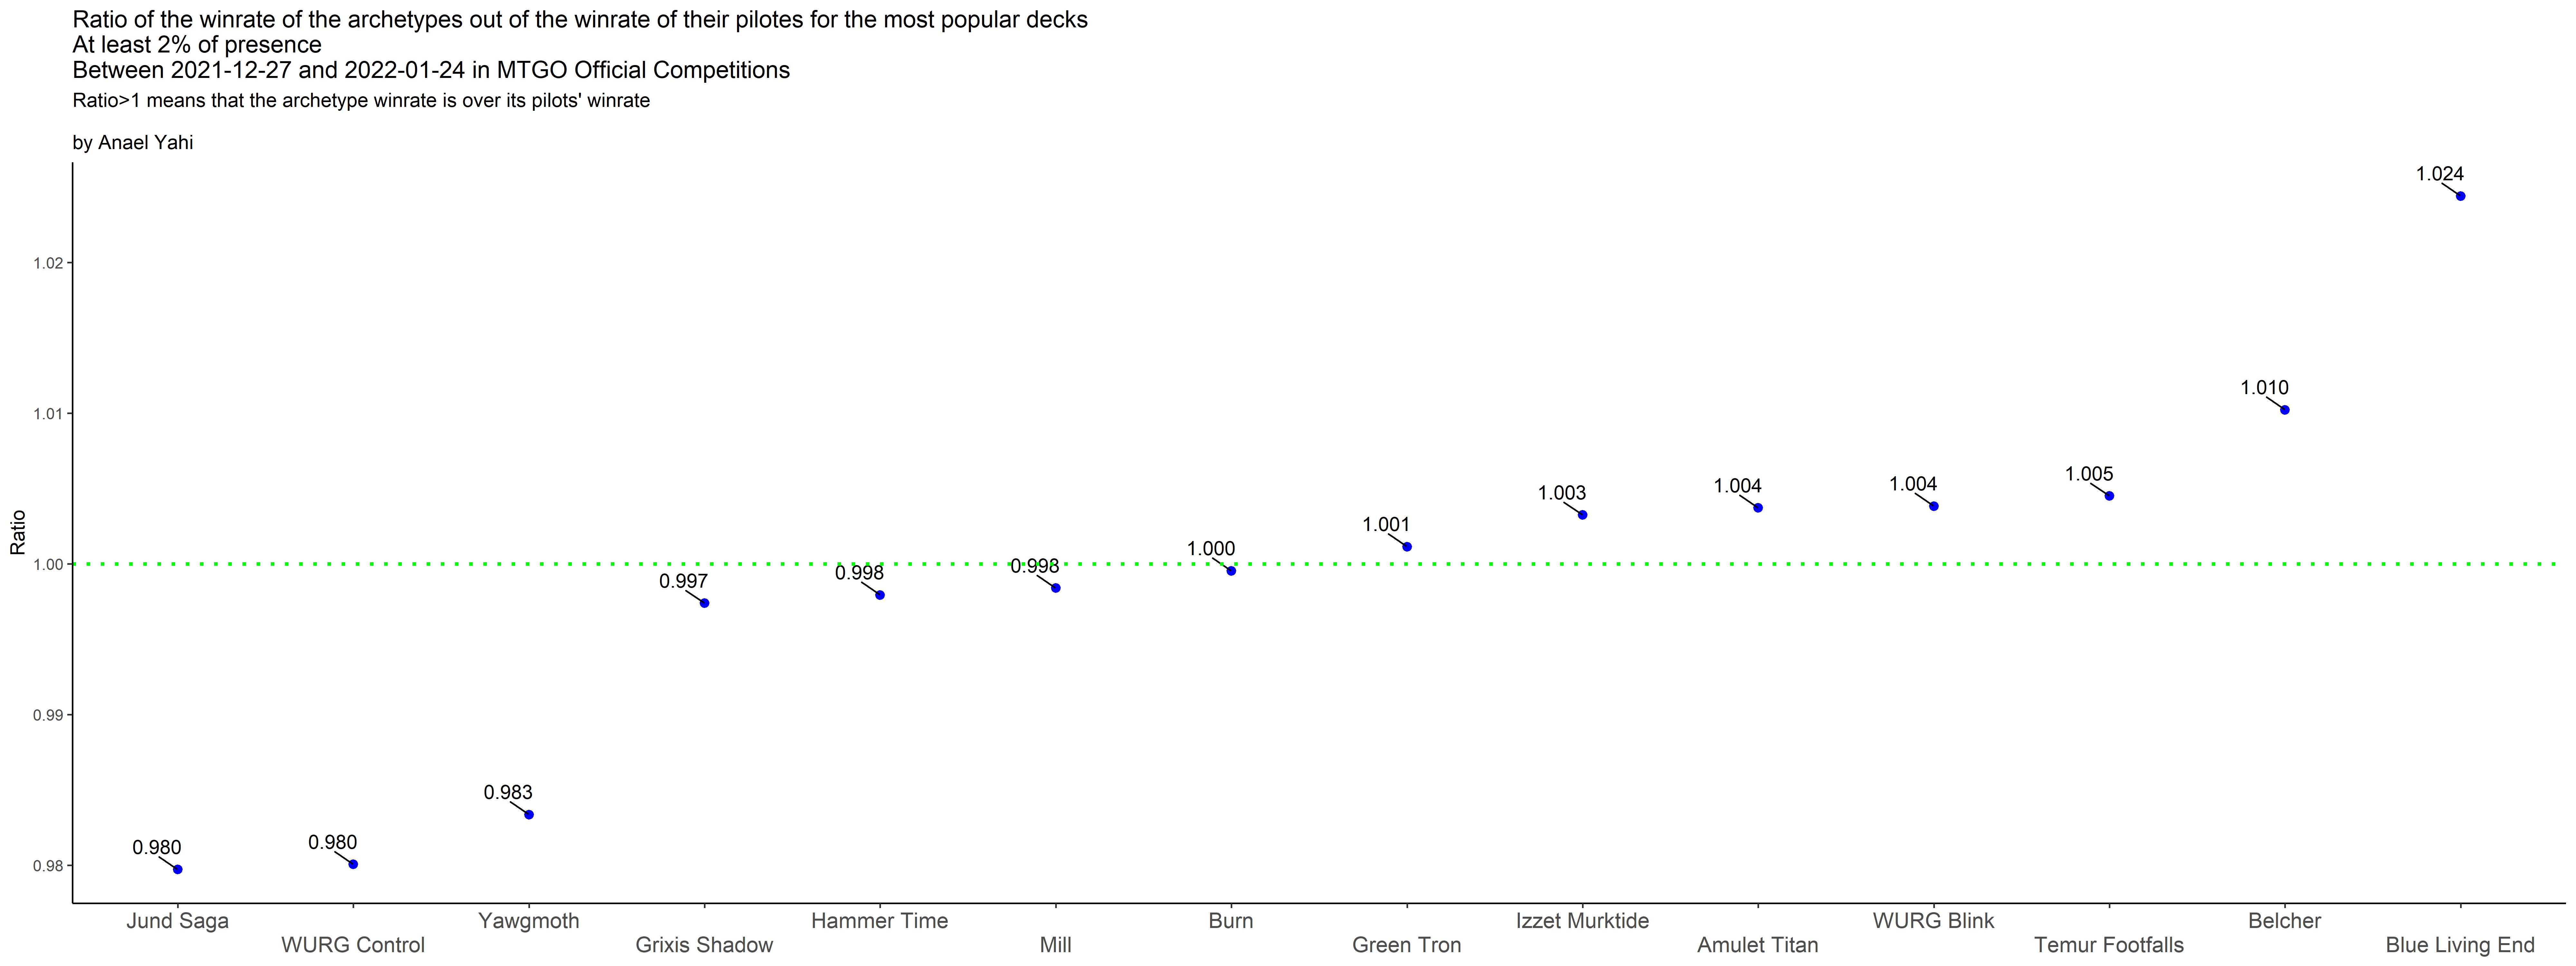 Ratio of the winrate of the archetypes out of the winrate of their pilotes for the most popular decks
At least 2% of presence
Between 2021-12-27 and 2022-01-24 in MTGO Official Competitions
Ratio>1 means that the archetype winrate is over its pilots' winrate
by Anael Yahi
1.024
1.02
1.010
1.01
1.005
1.004
1.004
1.003
1.001
1.000
0.998
0.998
0.997
1.00
Ratio
0.99
0.983
0.980
0.980
0.98
Jund Saga
WURG Control
Yawgmoth
Grixis Shadow
Hammer Time
Mill
Burn
Green Tron
Izzet Murktide
Amulet Titan
WURG Blink
Temur Footfalls
Belcher
Blue Living End